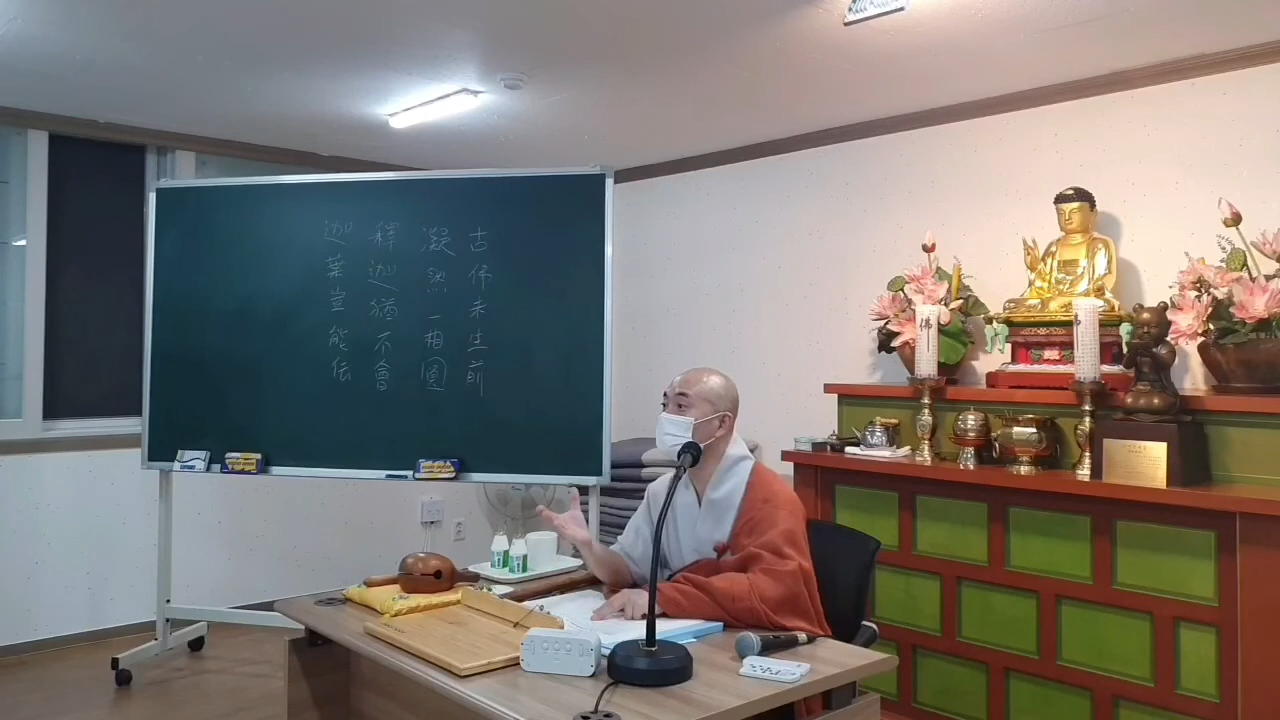 古佛未生前
凝然一相圓
釋迦猶不會
迦葉豈能伝
佛